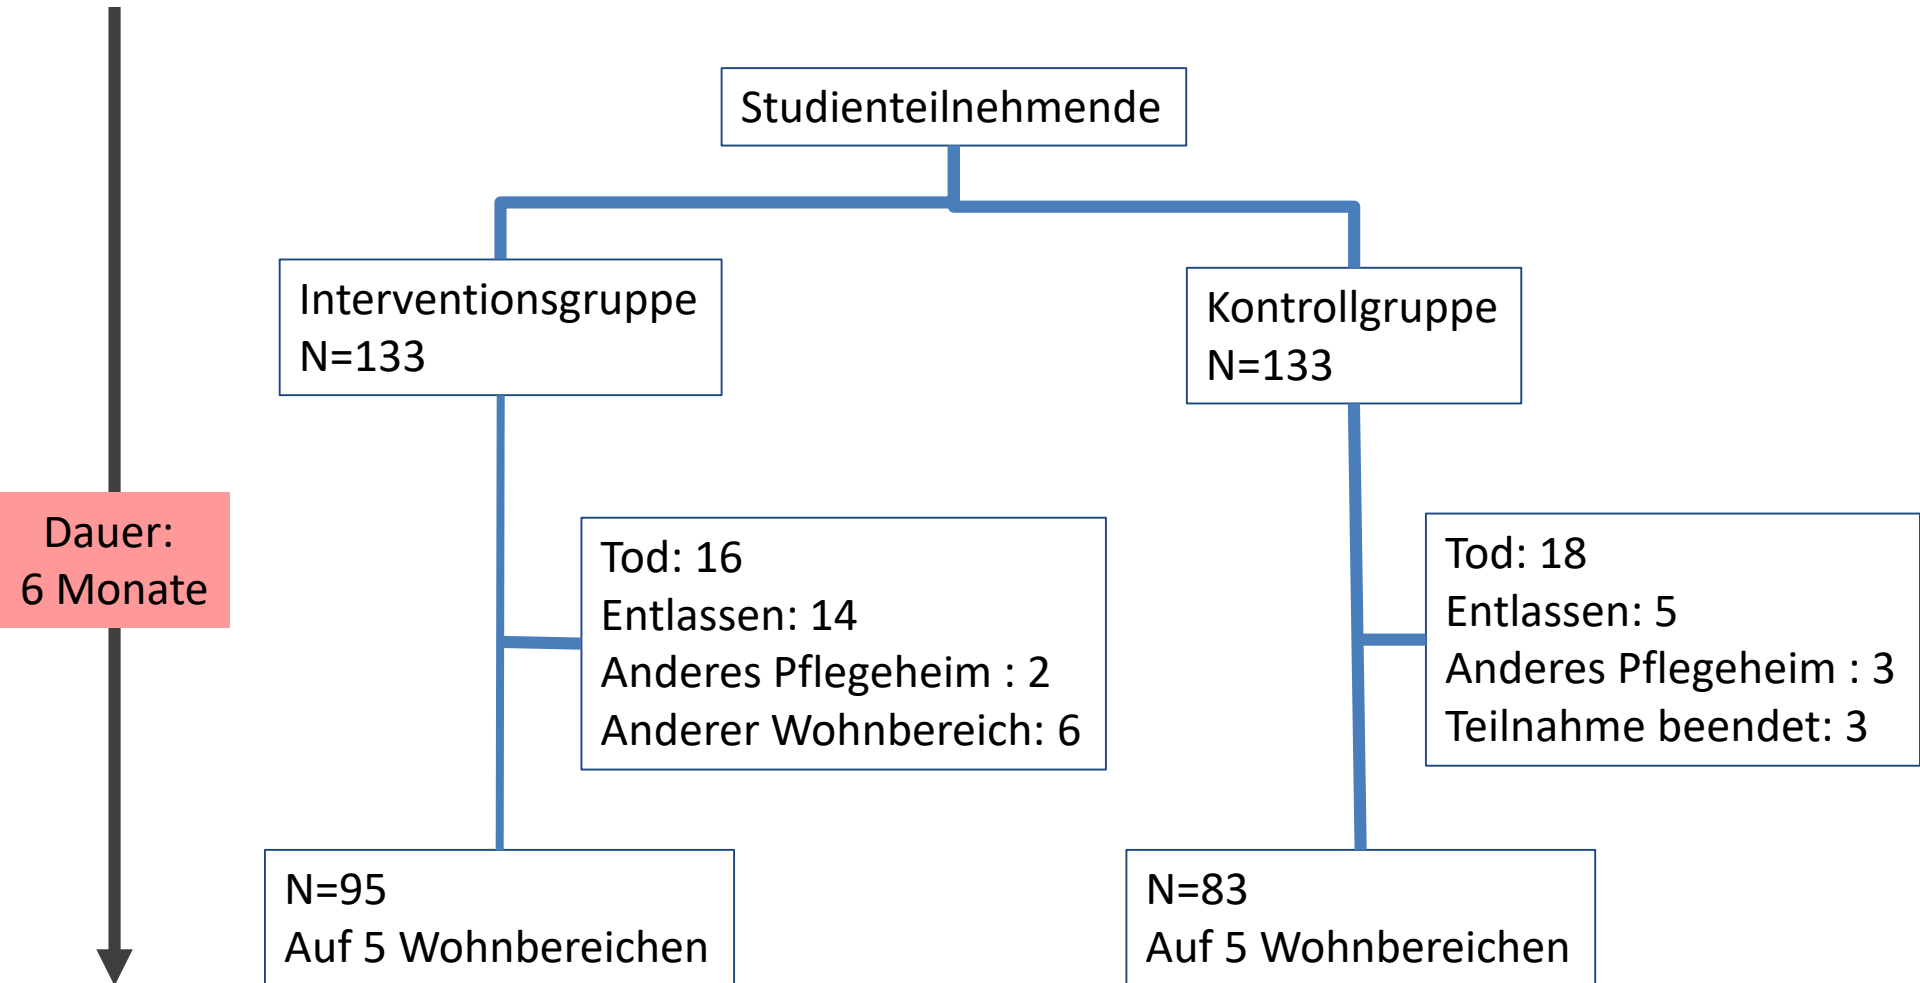 Studienteilnehmende
Interventionsgruppe
N=133
Kontrollgruppe
N=133
Dauer:
6 Monate
Tod: 16
Entlassen: 14
Anderes Pflegeheim : 2
Anderer Wohnbereich: 6
Tod: 18
Entlassen: 5
Anderes Pflegeheim : 3
Teilnahme beendet: 3
N=95
Auf 5 Wohnbereichen
N=83
Auf 5 Wohnbereichen